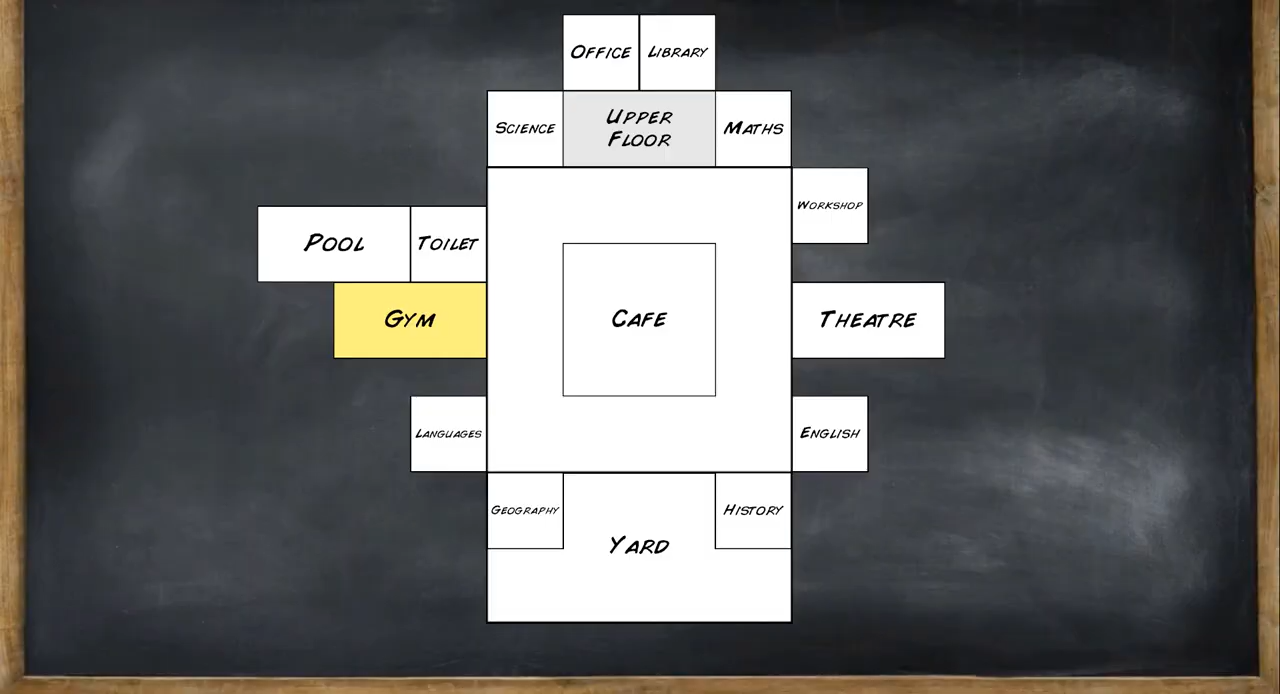 Office
Library
Science
Upper
Floor
Maths
Workshop
Pool
Toilet
Gym
Cafe
Theatre
Languages
English
Geography
History
Yard